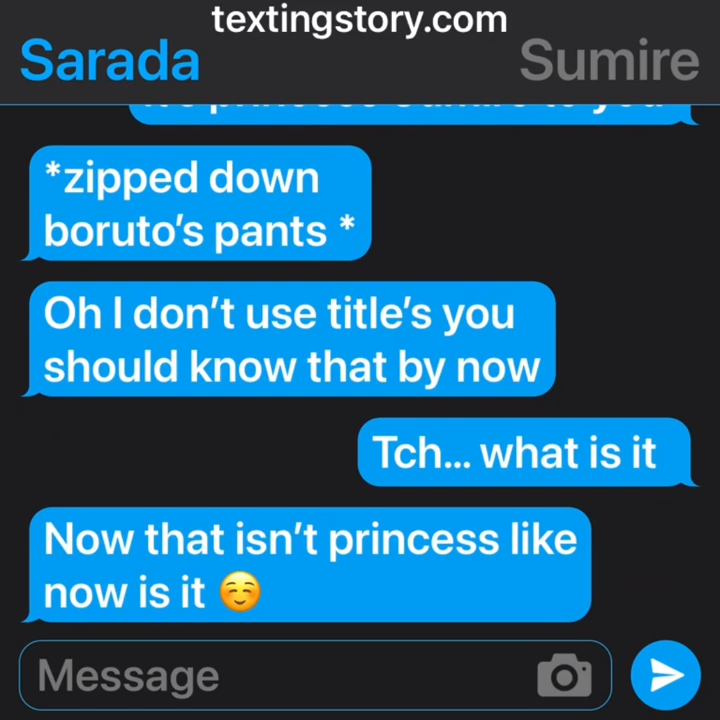 textingstory.com
Sarada
Sumire
*zipped down
boruto’s pants *
Oh I don’t use title’s you
should know that by now
Tch... what is it
Now that isn’t princess like
now is it ☺️
Message